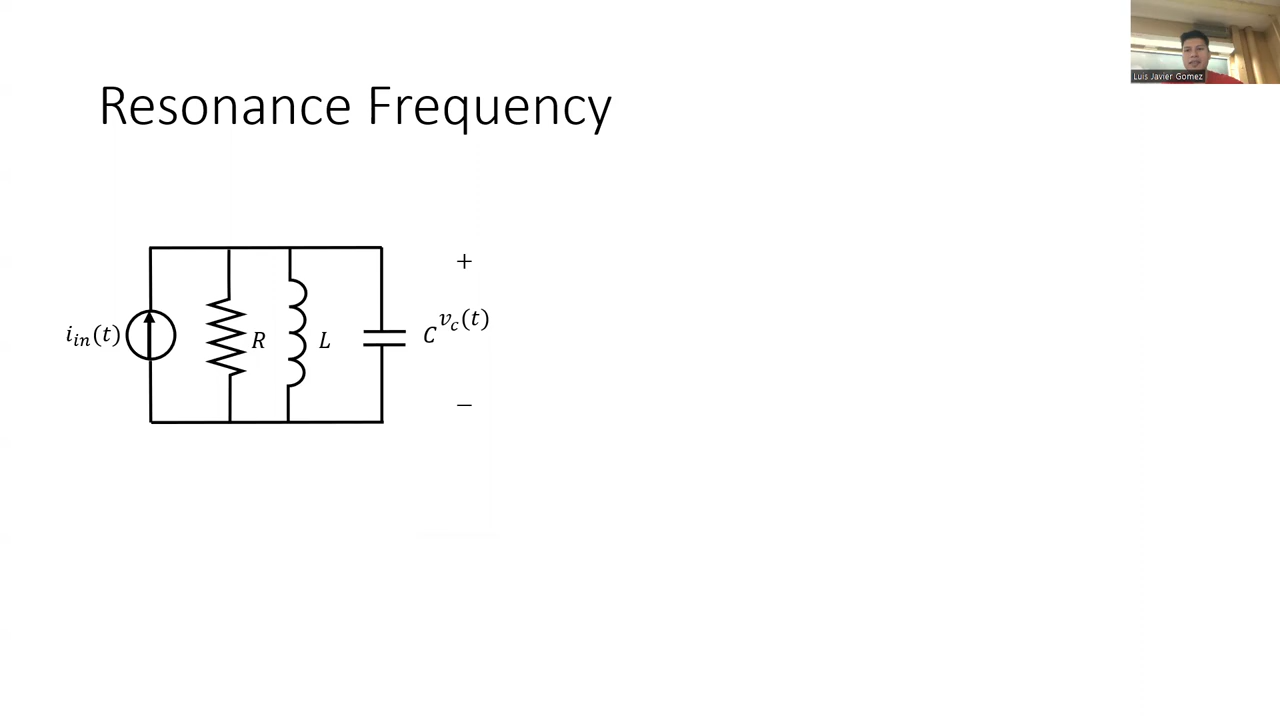 Luis Javier Gomez
Resonance Frequency
+
i_in(t) R L C v_c(t)
−